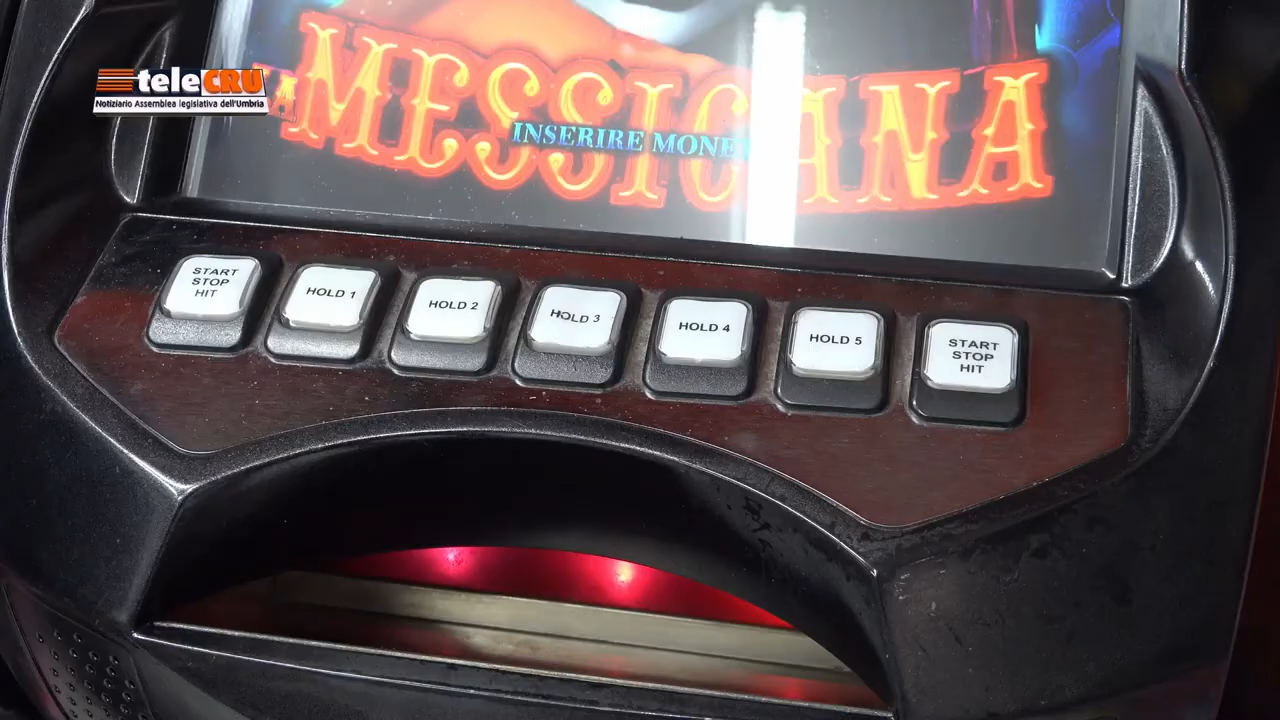 teleCRU
Notiziario Assemblea legislativa dell'Umbria
LA MESSICANA
INSERIRE
START
STOP
HIT
HOLD 1
HOLD 2
HOLD 3
HOLD 4
HOLD 5
START
STOP
HIT